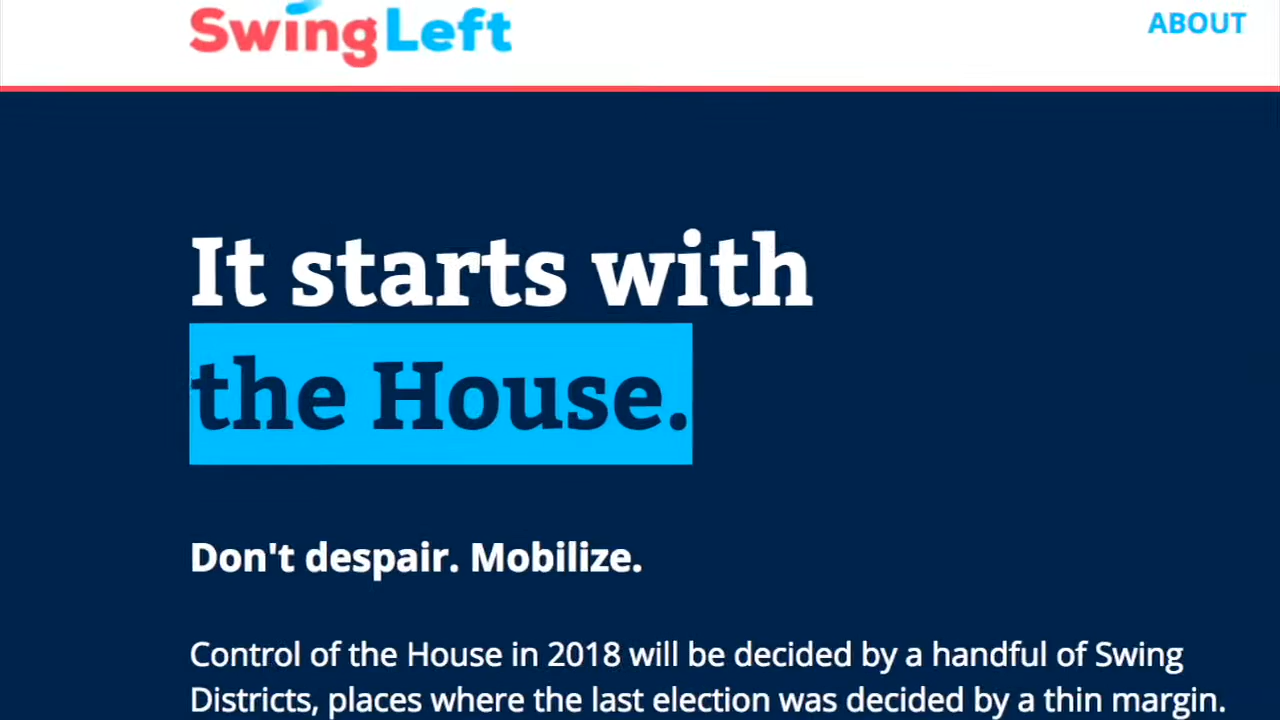 SwingLeft
ABOUT
It starts with
the House.
Don't despair. Mobilize.
Control of the House in 2018 will be decided by a handful of Swing
Districts, places where the last election was decided by a thin margin.